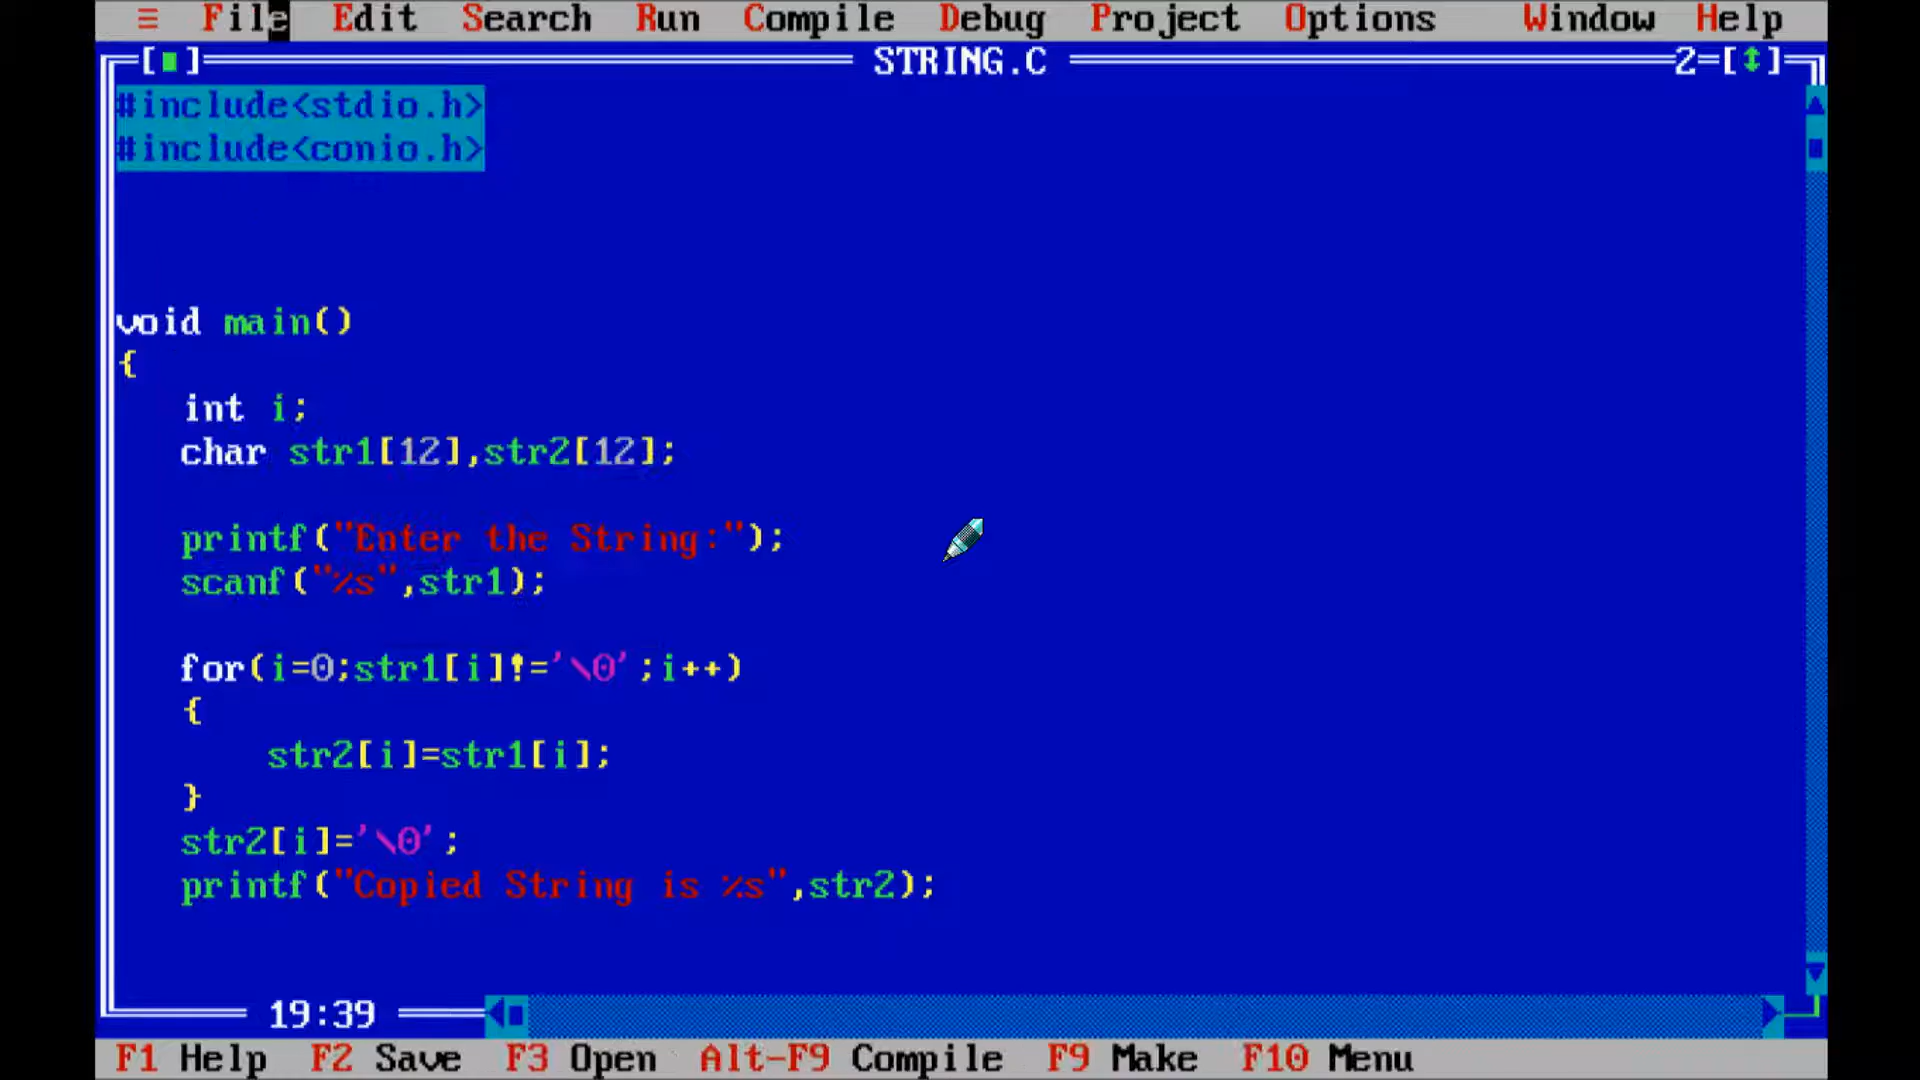 ≡ File Edit Search Run Compile Debug Project Options Window Help
[■] STRING.C 2=[↕]
#include<stdio.h>
#include<conio.h>
void main()
{
int i;
char str1[12],str2[12];
printf("Enter the String:");
scanf("%s",str1);
for(i=0;str1[i]!='\0';i++)
{
str2[i]=str1[i];
}
str2[i]='\0';
printf("Copied String is %s",str2);
19:39
F1 Help F2 Save F3 Open Alt-F9 Compile F9 Make F10 Menu